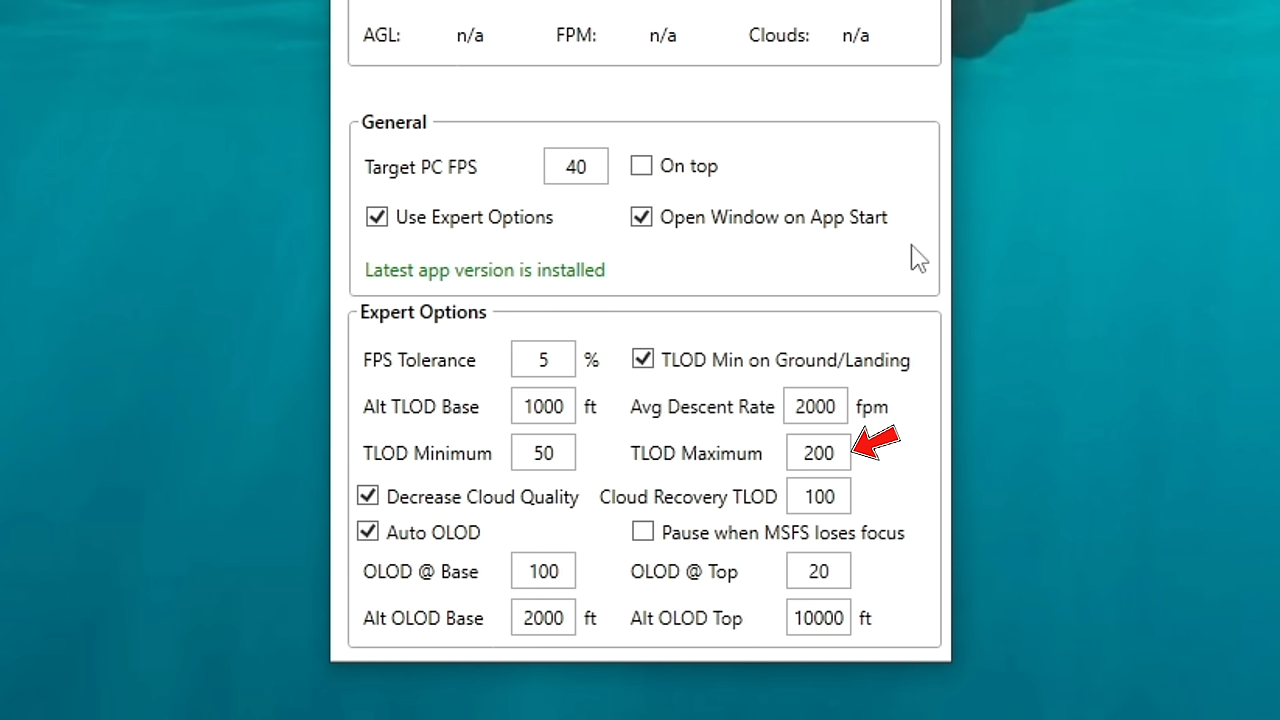 AGL: n/a FPM: n/a Clouds: n/a
General
Target PC FPS 40 On top
Use Expert Options Open Window on App Start
Latest app version is installed
Expert Options
FPS Tolerance 5 % TLOD Min on Ground/Landing
Alt TLOD Base 1000 ft Avg Descent Rate 2000 fpm
TLOD Minimum 50 TLOD Maximum 200
Decrease Cloud Quality Cloud Recovery TLOD 100
Auto OLOD Pause when MSFS loses focus
OLOD @ Base 100 OLOD @ Top 20
Alt OLOD Base 2000 ft Alt OLOD Top 10000 ft